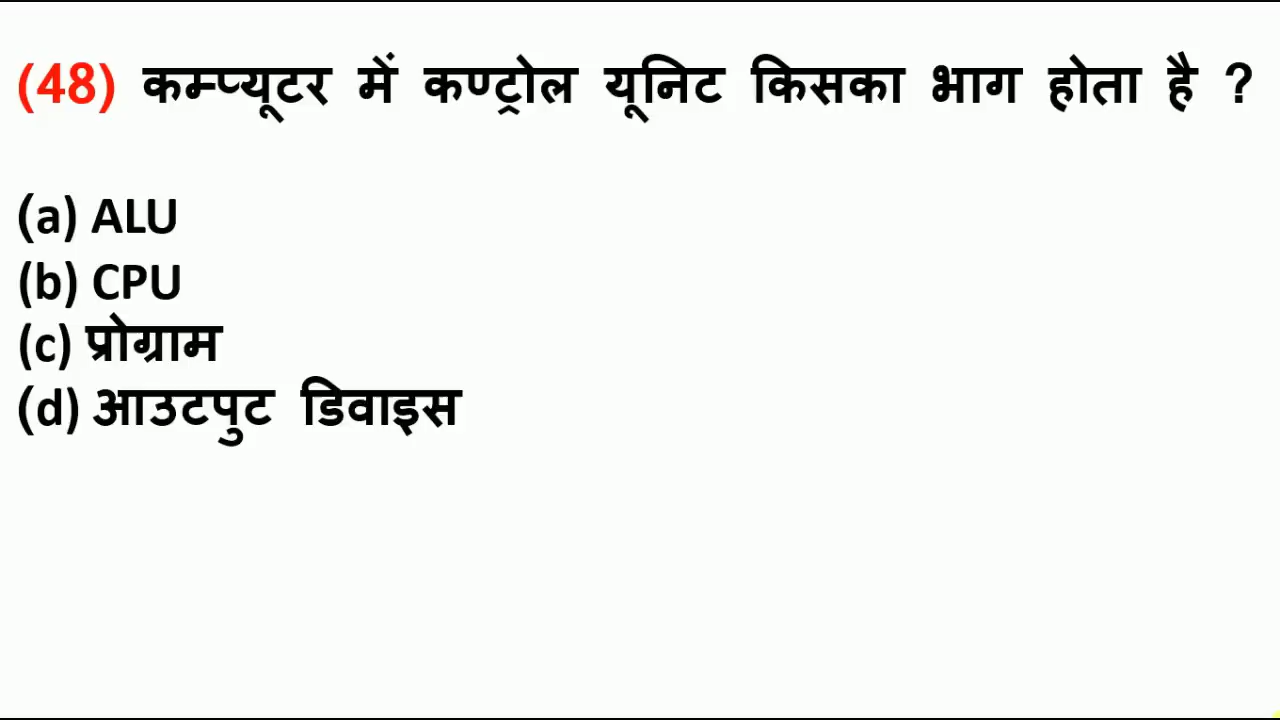 (48) कम्प्यूटर में कण्ट्रोल यूनिट किसका भाग होता है ?
(a) ALU
(b) CPU
(c) प्रोग्राम
(d) आउटपुट डिवाइस